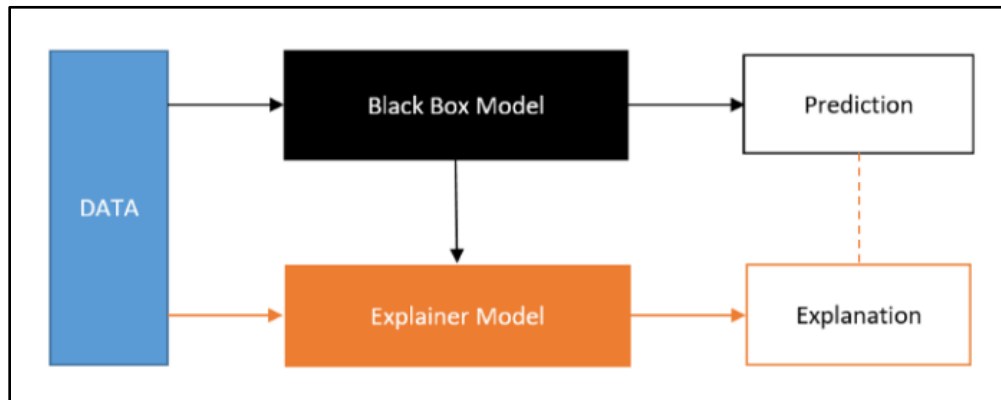 DATA
Black Box Model
Prediction
Explainer Model
Explanation